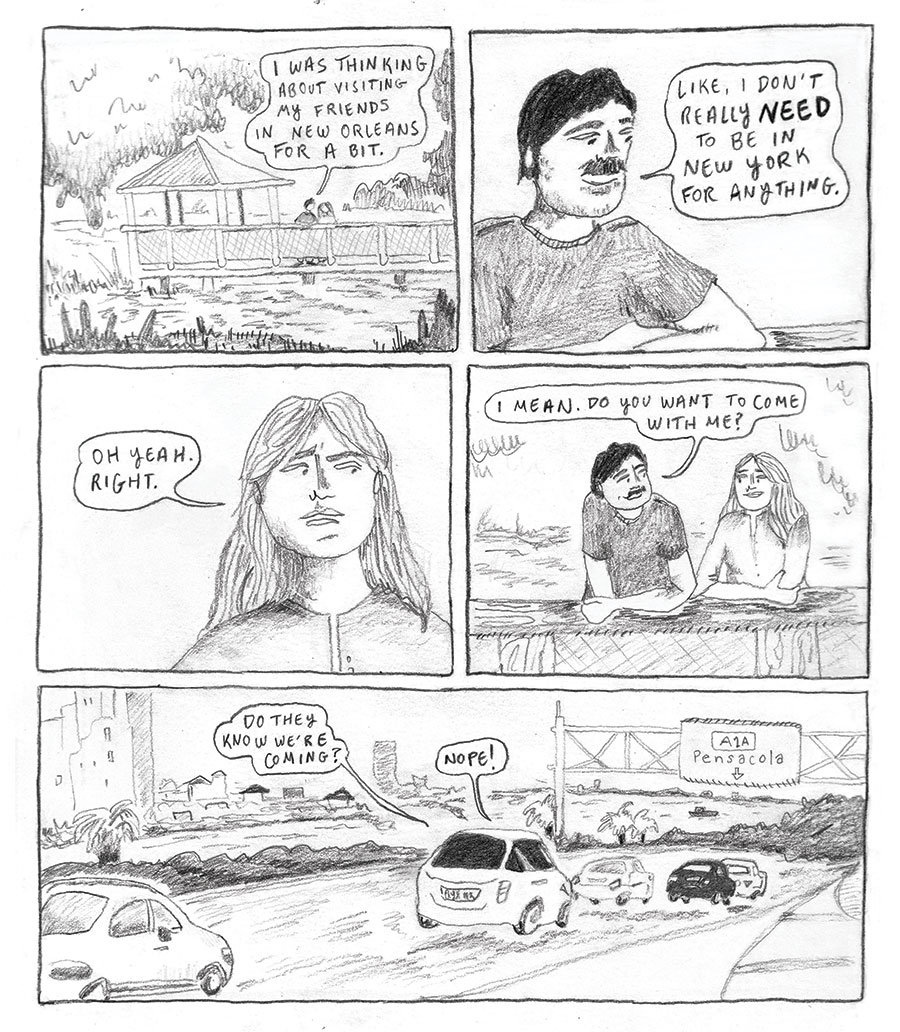 I WAS THINKING
ABOUT VISITING
MY FRIENDS
IN NEW ORLEANS
FOR A BIT.
LIKE, I DON'T
REALLY NEED
TO BE IN
NEW YORK
FOR ANYTHING.
OH YEAH.
RIGHT.
I MEAN. DO YOU WANT TO COME
WITH ME?
DO THEY
KNOW WE'RE
COMING?
NOPE!
A1A
Pensacola